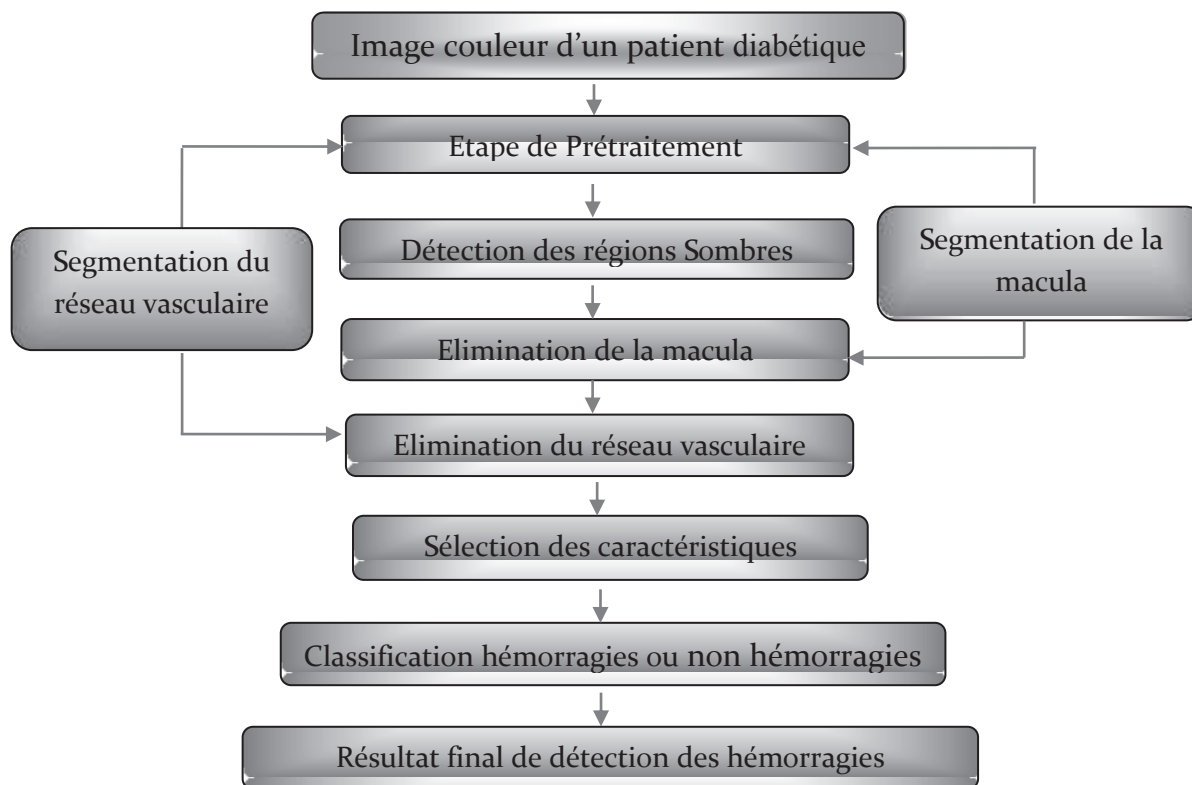 Image couleur d'un patient diabétique
Etape de Prétraitement
Détection des régions Sombres
Segmentation du
réseau vasculaire
Segmentation de la
macula
Elimination de la macula
Elimination du réseau vasculaire
Sélection des caractéristiques
Classification hémorragies ou non hémorragies
Résultat final de détection des hémorragies